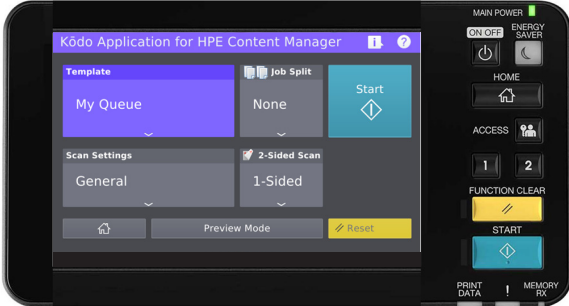 MAIN POWER
Kōdo Application for HPE Content Manager
ON OFF
ENERGY
SAVER
Template
Job Split
My Queue
None
Start
HOME
ACCESS
Scan Settings
2-Sided Scan
General
1-Sided
1
2
FUNCTION CLEAR
Preview Mode
Reset
START
PRINT
DATA
!
MEMORY
RX